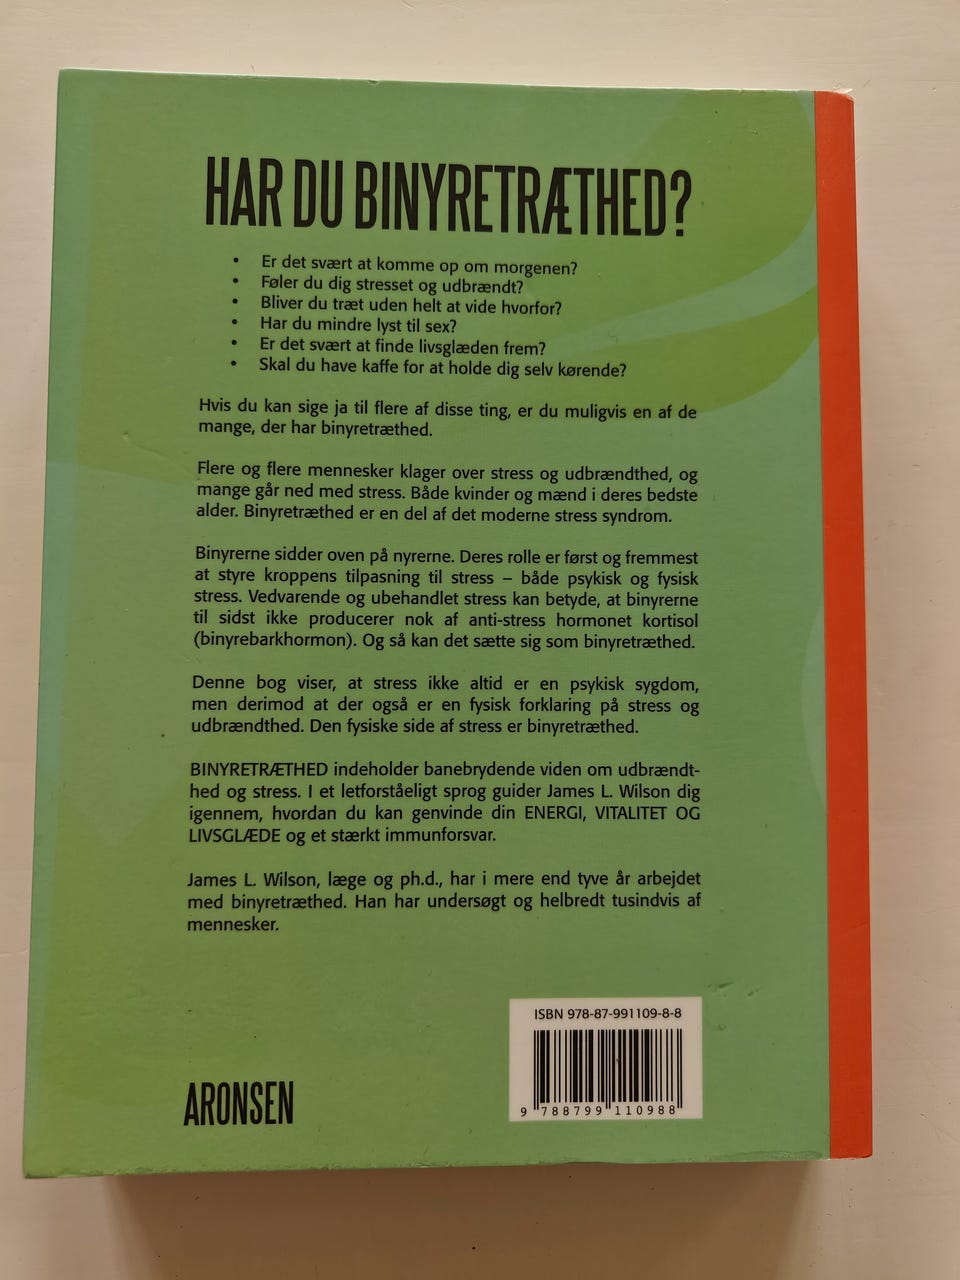 HAR DU BINYRETRÆTHED?
• Er det svært at komme op om morgenen?
• Føler du dig stresset og udbrændt?
• Bliver du træt uden helt at vide hvorfor?
• Har du mindre lyst til sex?
• Er det svært at finde livsglæden frem?
• Skal du have kaffe for at holde dig selv kørende?
Hvis du kan sige ja til flere af disse ting, er du muligvis en af de
mange, der har binyretræthed.
Flere og flere mennesker klager over stress og udbrændthed, og
mange går ned med stress. Både kvinder og mænd i deres bedste
alder. Binyretræthed er en del af det moderne stress syndrom.
Binyrerne sidder oven på nyrerne. Deres rolle er først og fremmest
at styre kroppens tilpasning til stress – både psykisk og fysisk
stress. Vedvarende og ubehandlet stress kan betyde, at binyrerne
til sidst ikke producerer nok af anti-stress hormonet kortisol
(binyrebarkhormon). Og så kan det sætte sig som binyretræthed.
Denne bog viser, at stress ikke altid er en psykisk sygdom,
men derimod at der også er en fysisk forklaring på stress og
udbrændthed. Den fysiske side af stress er binyretræthed.
BINYRETRÆTHED indeholder banebrydende viden om udbrændt-
hed og stress. I et letforståeligt sprog guider James L. Wilson dig
igennem, hvordan du kan genvinde din ENERGI, VITALITET OG
LIVSGLÆDE og et stærkt immunforsvar.
James L. Wilson, læge og ph.d., har i mere end tyve år arbejdet
med binyretræthed. Han har undersøgt og helbredt tusindvis af
mennesker.
ISBN 978-87-991109-8-8
9 788799 110988
ARONSEN